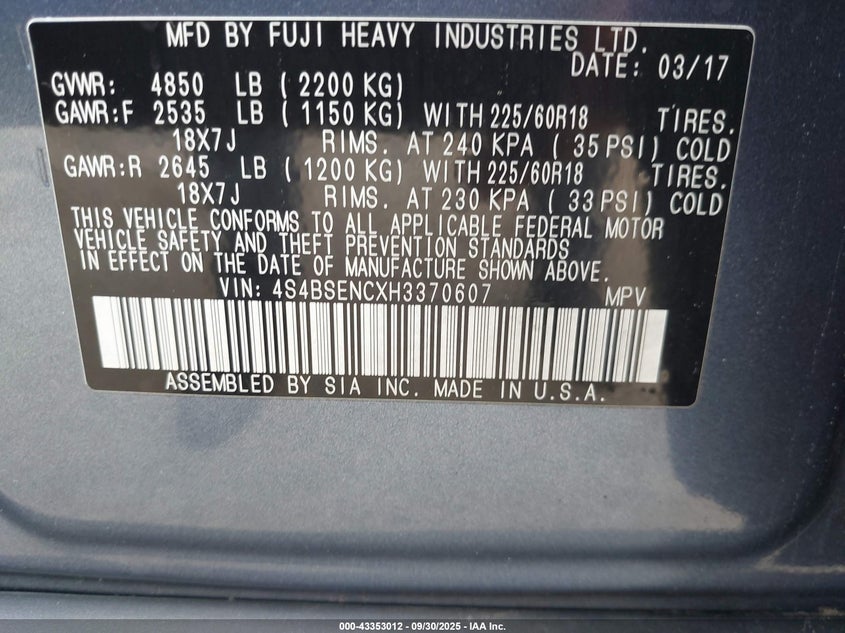 MFD BY FUJI HEAVY INDUSTRIES LTD.
DATE: 03/17
GVWR: 4850 LB ( 2200 KG)
GAWR:F 2535 LB ( 1150 KG) WITH 225/60R18 TIRES.
18X7J RIMS. AT 240 KPA ( 35 PSI ) COLD
GAWR:R 2645 LB ( 1200 KG) WITH 225/60R18 TIRES.
18X7J RIMS. AT 230 KPA ( 33 PSI ) COLD
THIS VEHICLE CONFORMS TO ALL APPLICABLE FEDERAL MOTOR
VEHICLE SAFETY AND THEFT PREVENTION STANDARDS
IN EFFECT ON THE DATE OF MANUFACTURE SHOWN ABOVE.
VIN: 4S4BSENCXH3370607 MPV
ASSEMBLED BY SIA INC. MADE IN U.S.A.
000-43353012 - 09/30/2025 - IAA Inc.